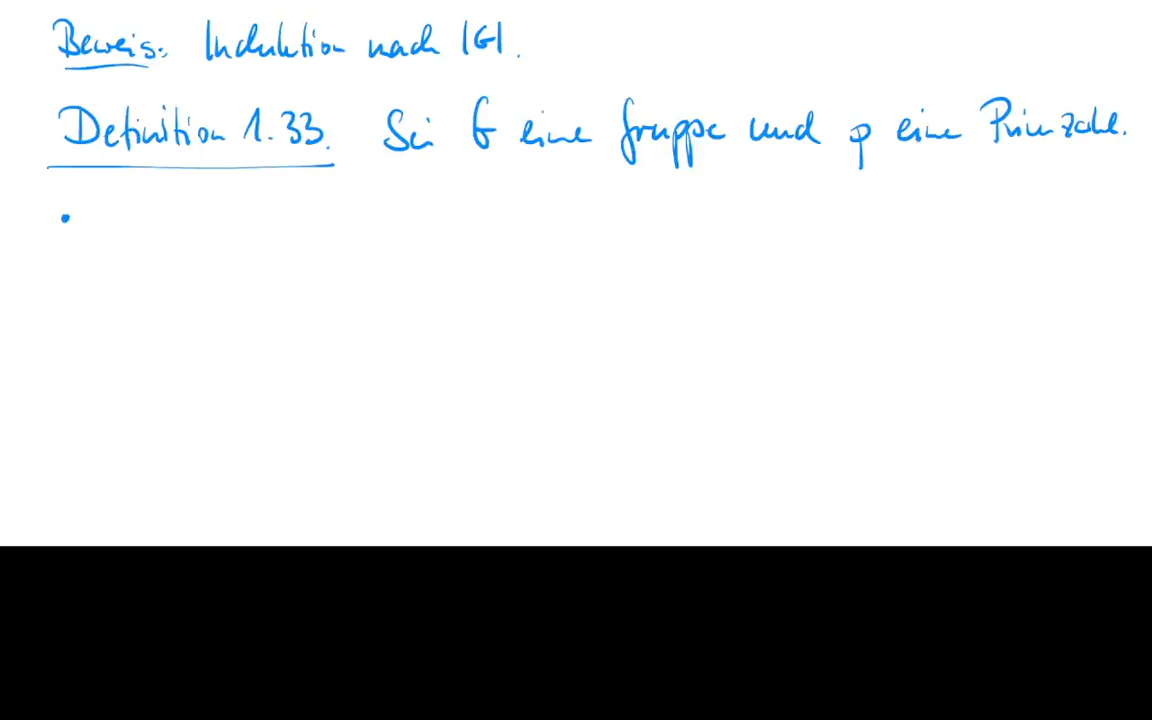 Beweis: Induktion nach |G|.
Definition 1.33. Sei G eine Gruppe und p eine Primzahl.
•